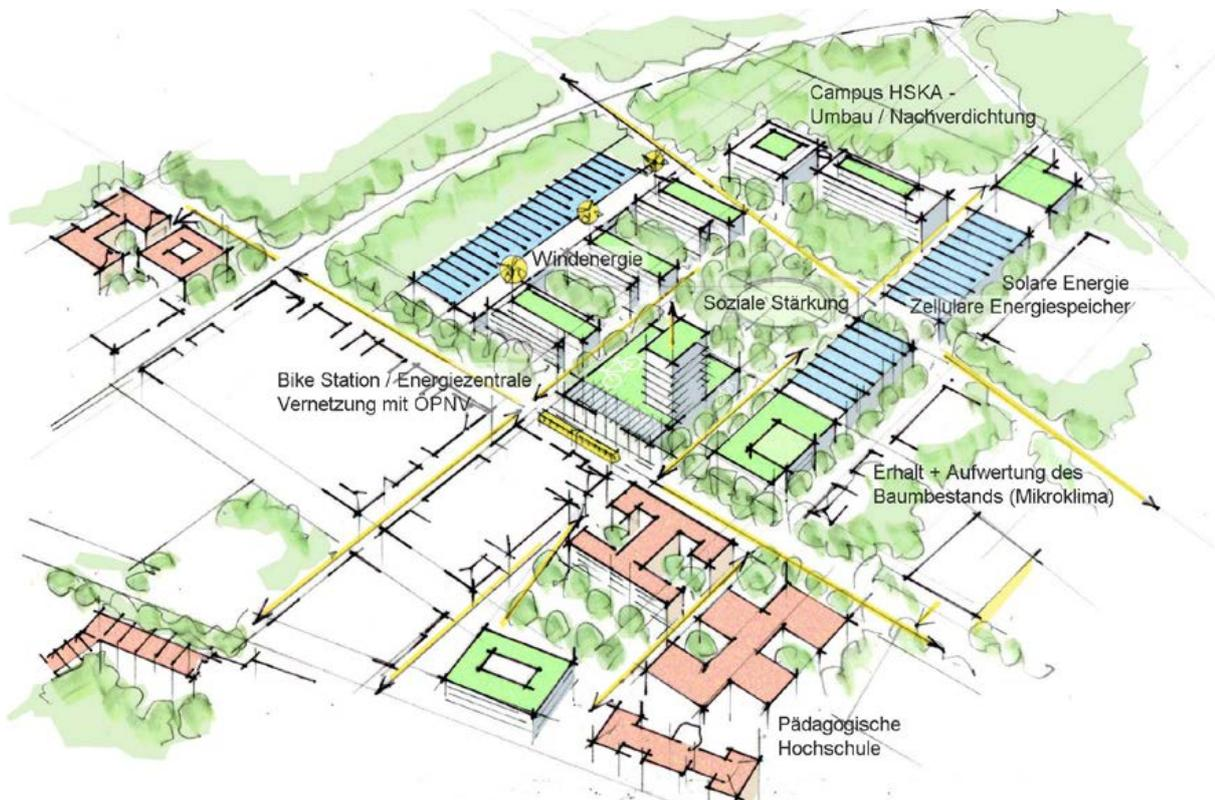 Campus HSKA -
Umbau / Nachverdichtung
Windenergie
Soziale Stärkung
Solare Energie
Zellulare Energiespeicher
Bike Station / Energiezentrale
Vernetzung mit ÖPNV
Erhalt + Aufwertung des
Baumbestands (Mikroklima)
Pädagogische
Hochschule